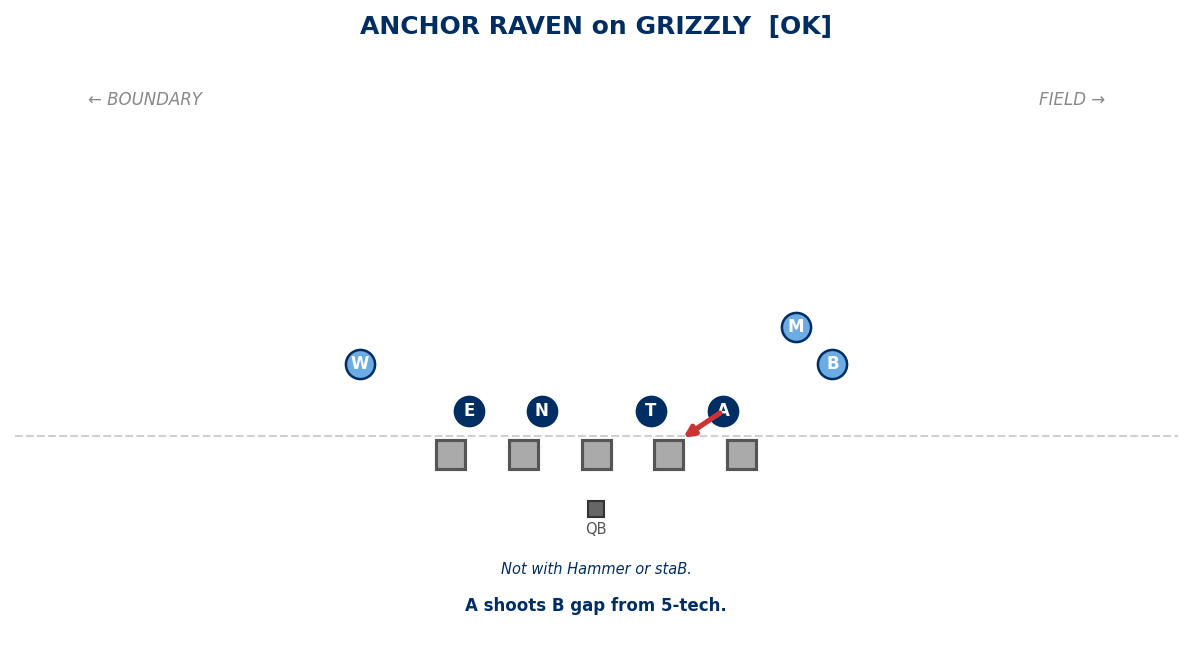 ANCHOR RAVEN on GRIZZLY [OK]
← BOUNDARY
FIELD →
M
W
B
E
N
T
A
QB
Not with Hammer or staB.
A shoots B gap from 5-tech.